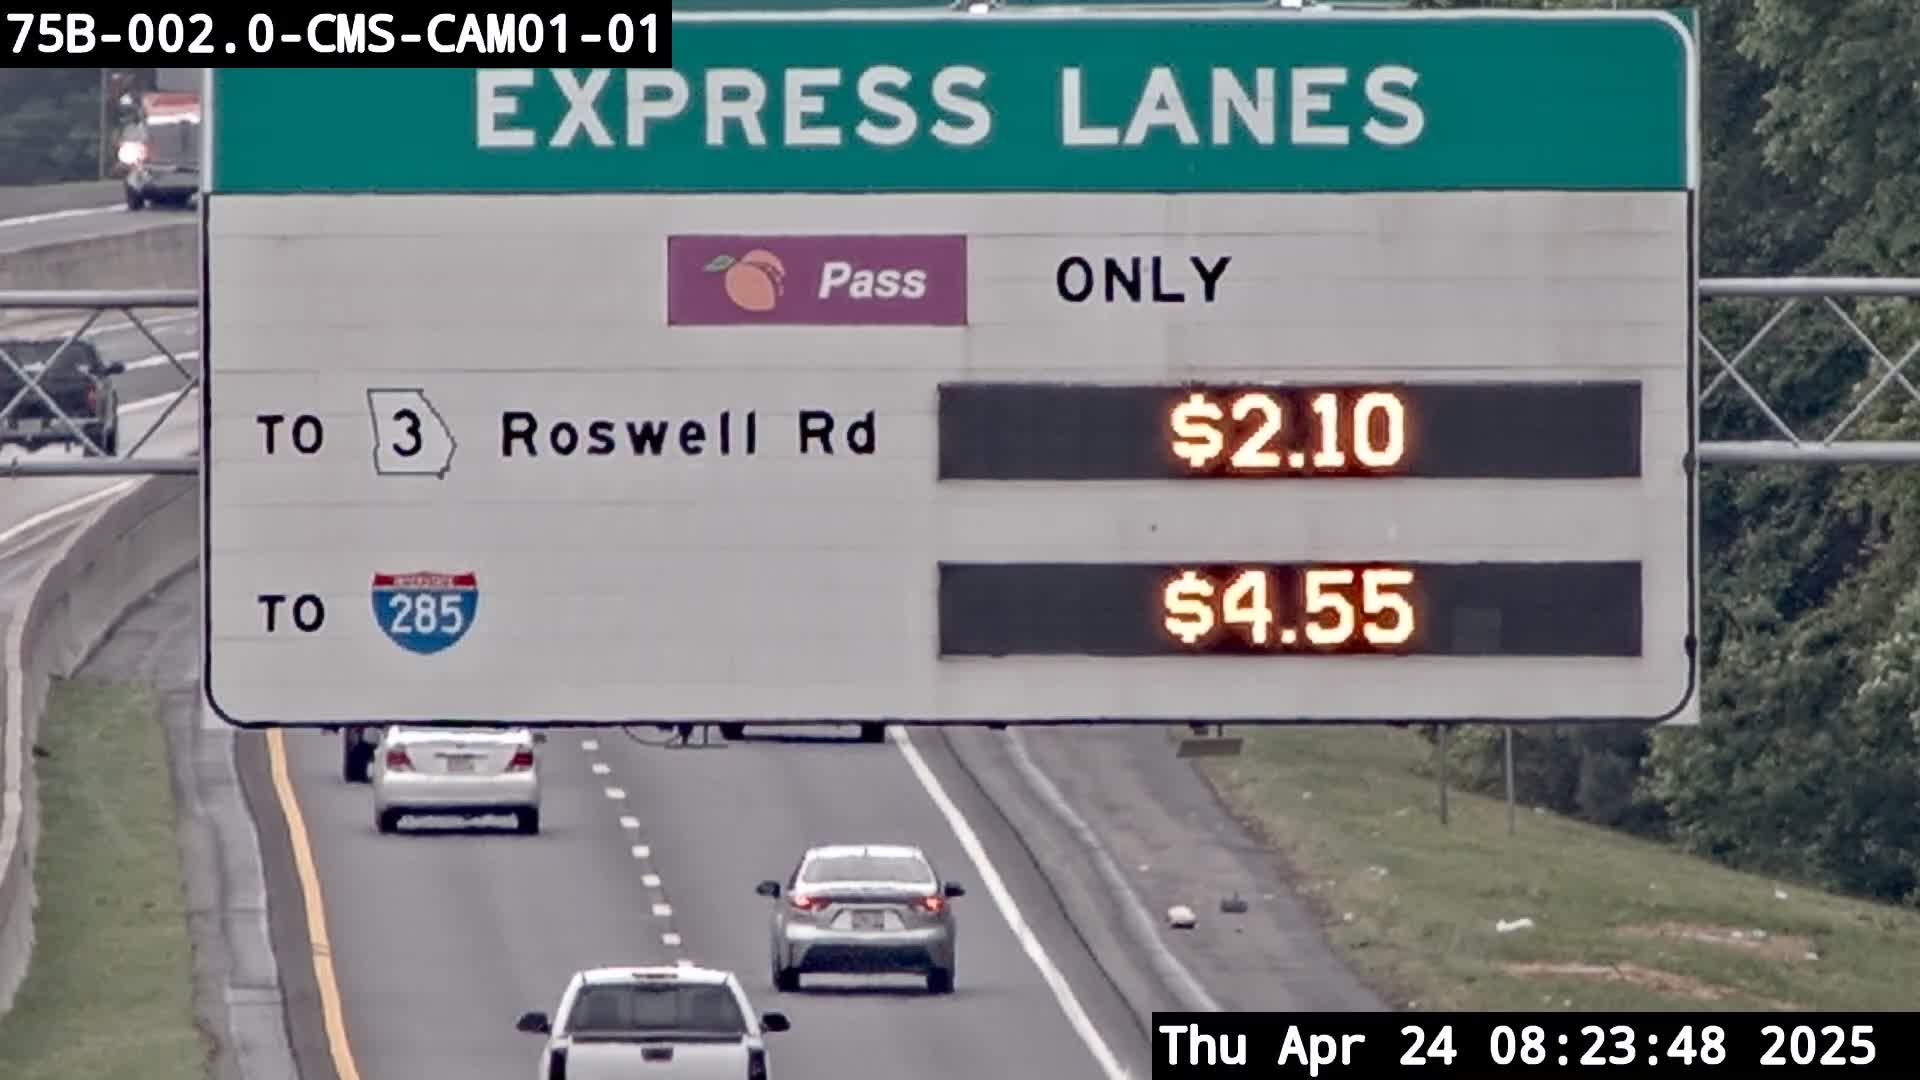 75B-002.0-CMS-CAM01-01
EXPRESS LANES
Pass ONLY
TO 3 Roswell Rd $2.10
INTERSTATE
TO 285 $4.55
Thu Apr 24 08:23:48 2025